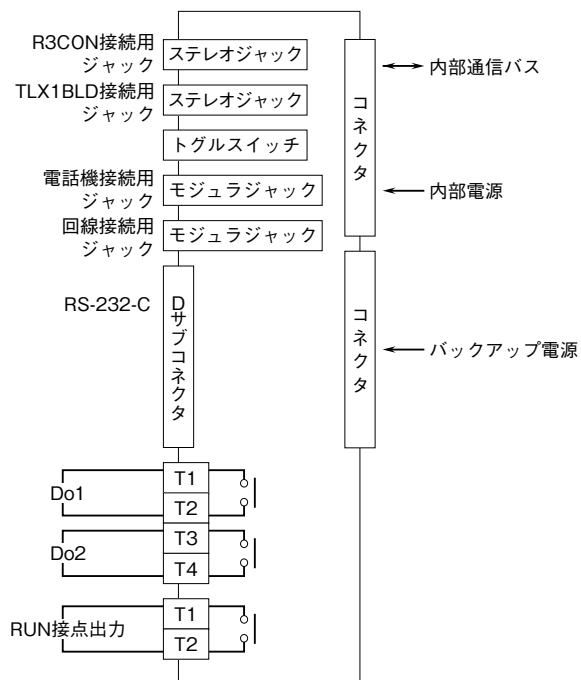 R3CON接続用
ジャック
ステレオジャック
TLX1BLD接続用
ジャック
ステレオジャック
トグルスイッチ
電話機接続用
ジャック
モジュラジャック
回線接続用
ジャック
モジュラジャック
RS-232-C
Dサブコネクタ
コネクタ
内部通信バス
内部電源
コネクタ
バックアップ電源
Do1
T1
T2
Do2
T3
T4
RUN接点出力
T1
T2